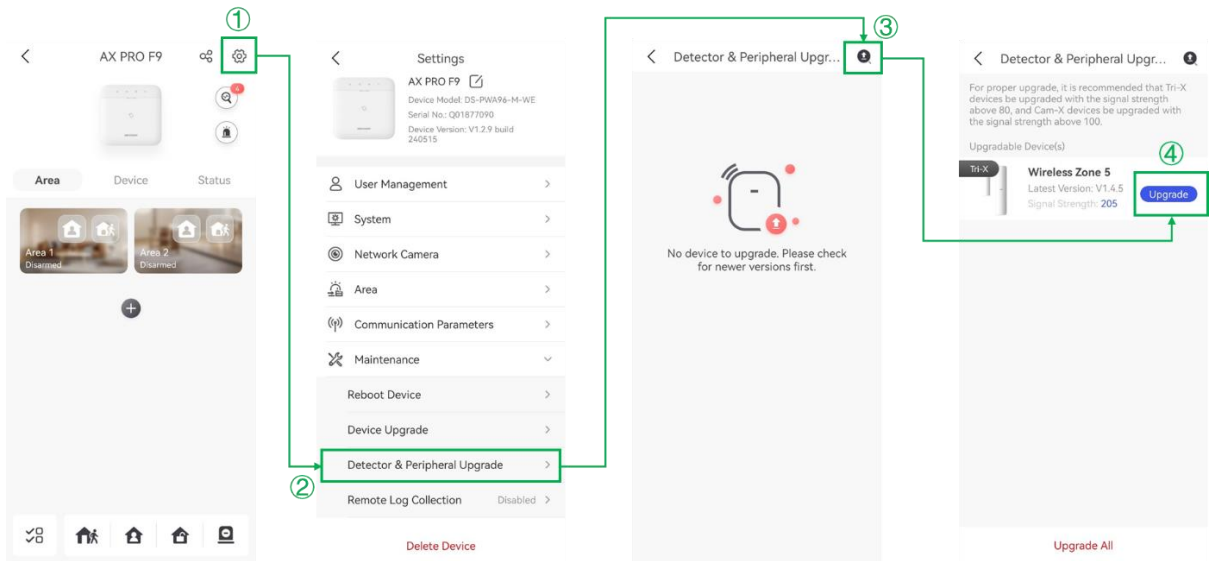 ①
AX PRO F9
4
Area
Device
Status
Area 1
Disarmed
Area 2
Disarmed
Settings
AX PRO F9
Device Model: DS-PWA96-M-WE
Serial No.: Q01877090
Device Version: V1.2.9 build
240515
User Management
System
Network Camera
Area
Communication Parameters
Maintenance
Reboot Device
Device Upgrade
②
Detector & Peripheral Upgrade
Remote Log Collection Disabled
Delete Device
③
Detector & Peripheral Upgr...
No device to upgrade. Please check
for newer versions first.
Detector & Peripheral Upgr...
For proper upgrade, it is recommended that Tri-X
devices be upgraded with the signal strength
above 80, and Cam-X devices be upgraded with
the signal strength above 100.
Upgradable Device(s)
④
Tri-X
Wireless Zone 5
Latest Version: V1.4.5
Signal Strength: 205
Upgrade
Upgrade All